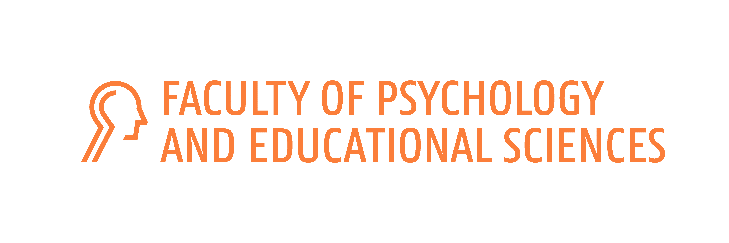 FACULTY OF PSYCHOLOGY
AND EDUCATIONAL SCIENCES